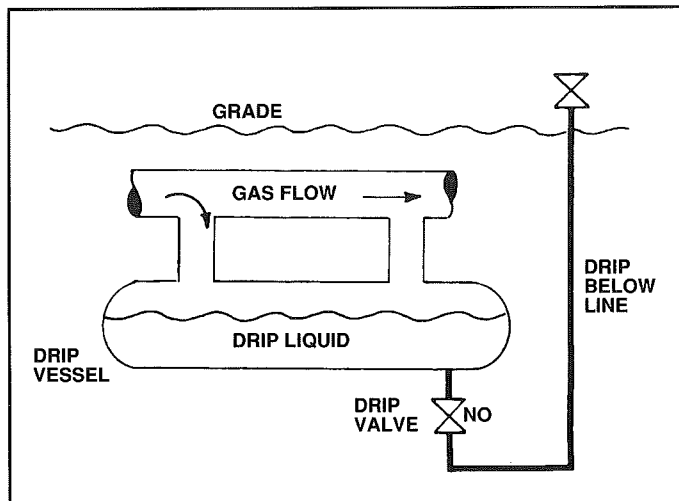 GRADE
GAS FLOW
DRIP
BELOW
LINE
DRIP LIQUID
DRIP
VESSEL
DRIP
VALVE
NO